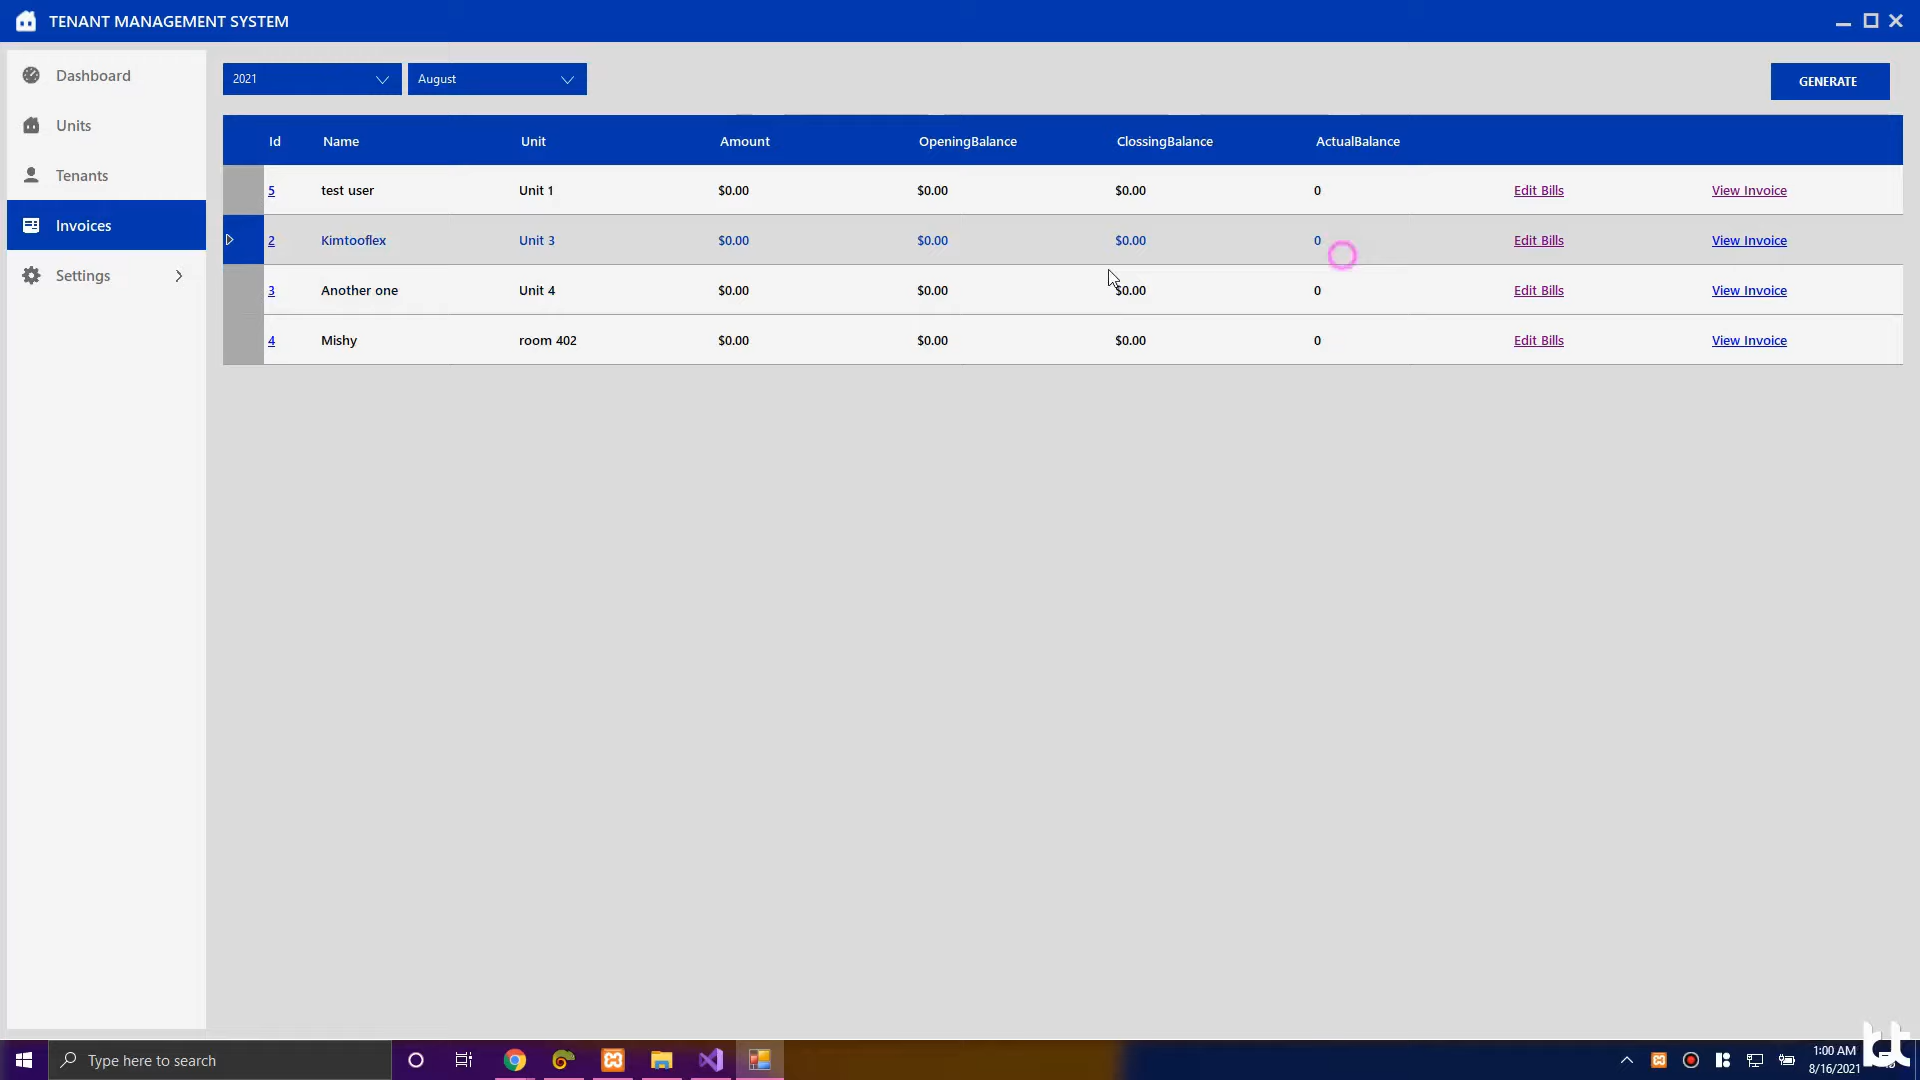 TENANT MANAGEMENT SYSTEM
Dashboard
Units
Tenants
Invoices
Settings
2021
August
GENERATE
Id Name Unit Amount OpeningBalance ClossingBalance ActualBalance
5 test user Unit 1 $0.00 $0.00 $0.00 0 Edit Bills View Invoice
2 Kimtooflex Unit 3 $0.00 $0.00 $0.00 0 Edit Bills View Invoice
3 Another one Unit 4 $0.00 $0.00 $0.00 0 Edit Bills View Invoice
4 Mishy room 402 $0.00 $0.00 $0.00 0 Edit Bills View Invoice
Type here to search
1:00 AM
8/16/2021